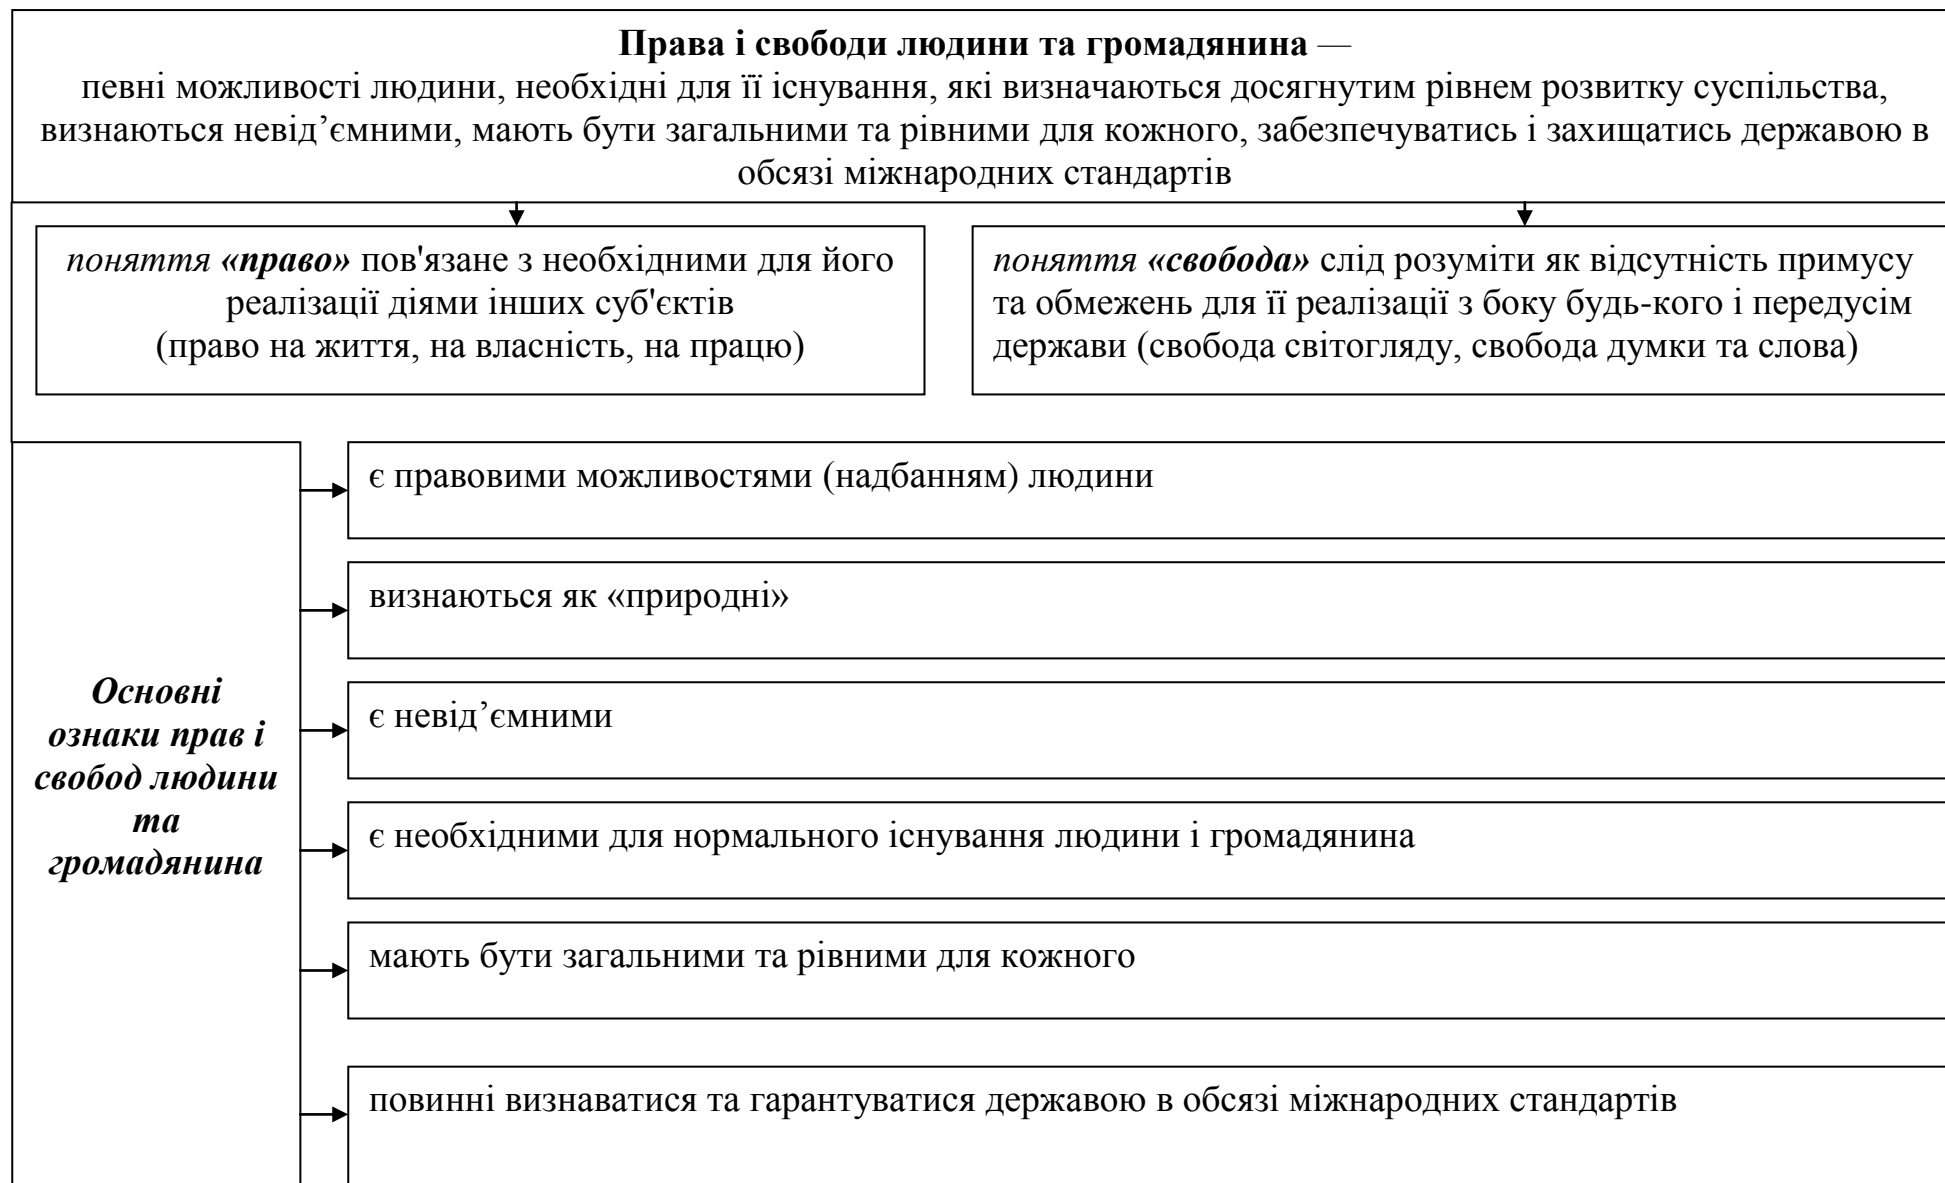 Права і свободи людини та громадянина —
певні можливості людини, необхідні для її існування, які визначаються досягнутим рівнем розвитку суспільства,
визнаються невід’ємними, мають бути загальними та рівними для кожного, забезпечуватись і захищатись державою в
обсязі міжнародних стандартів
поняття «право» пов'язане з необхідними для його
реалізації діями інших суб'єктів
(право на життя, на власність, на працю)
поняття «свобода» слід розуміти як відсутність примусу
та обмежень для її реалізації з боку будь-кого і передусім
держави (свобода світогляду, свобода думки та слова)
Основні
ознаки прав і
свобод людини
та
громадянина
є правовими можливостями (надбанням) людини
визнаються як «природні»
є невід’ємними
є необхідними для нормального існування людини і громадянина
мають бути загальними та рівними для кожного
повинні визнаватися та гарантуватися державою в обсязі міжнародних стандартів